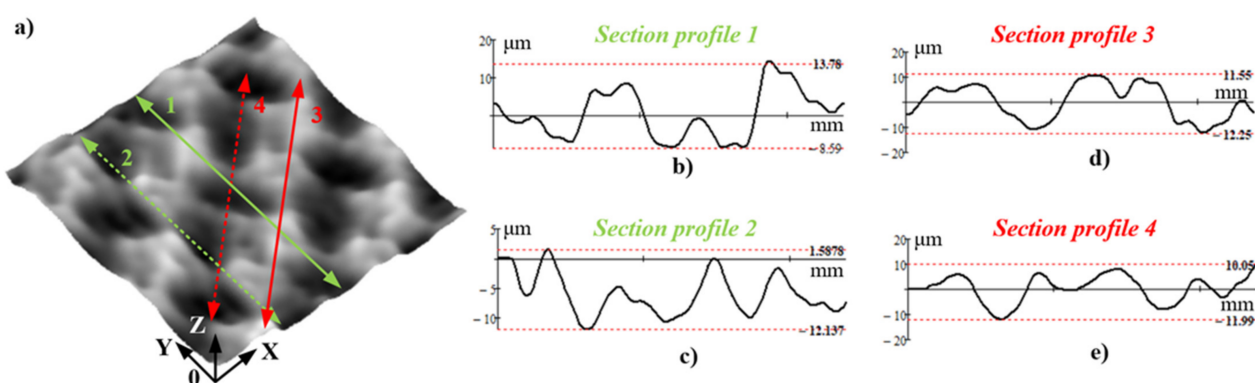 a)
1
2
3
4
Z
Y
X
0
Section profile 1
μm
20
10
13.78
mm
−8.59
b)
Section profile 2
μm
5
−5
−10
1.5878
mm
−12.137
c)
Section profile 3
μm
20
10
−10
−20
11.55
mm
−12.25
d)
Section profile 4
μm
20
10
−10
−20
10.05
mm
−11.99
e)